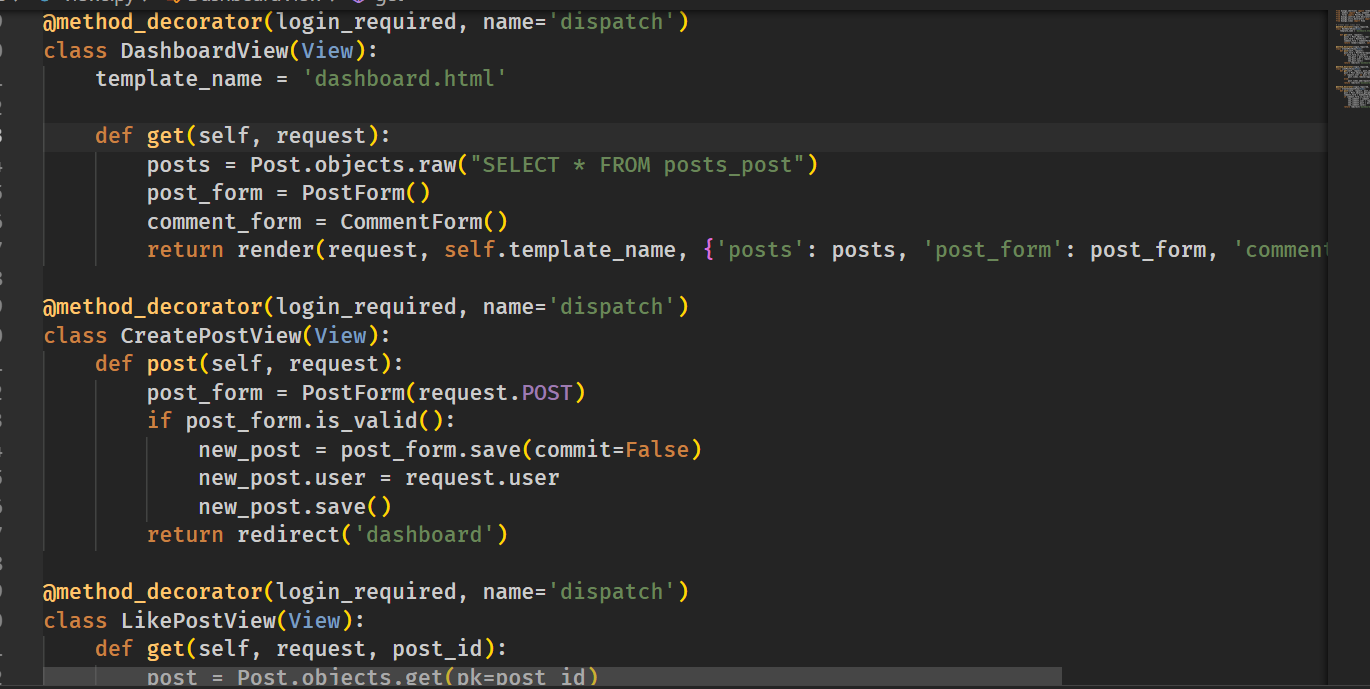 @method_decorator(login_required, name='dispatch')
class DashboardView(View):
    template_name = 'dashboard.html'

    def get(self, request):
        posts = Post.objects.raw("SELECT * FROM posts_post")
        post_form = PostForm()
        comment_form = CommentForm()
        return render(request, self.template_name, {'posts': posts, 'post_form': post_form, 'comment

@method_decorator(login_required, name='dispatch')
class CreatePostView(View):
    def post(self, request):
        post_form = PostForm(request.POST)
        if post_form.is_valid():
            new_post = post_form.save(commit=False)
            new_post.user = request.user
            new_post.save()
        return redirect('dashboard')

@method_decorator(login_required, name='dispatch')
class LikePostView(View):
    def get(self, request, post_id):
        post = Post.objects.get(pk=post_id)